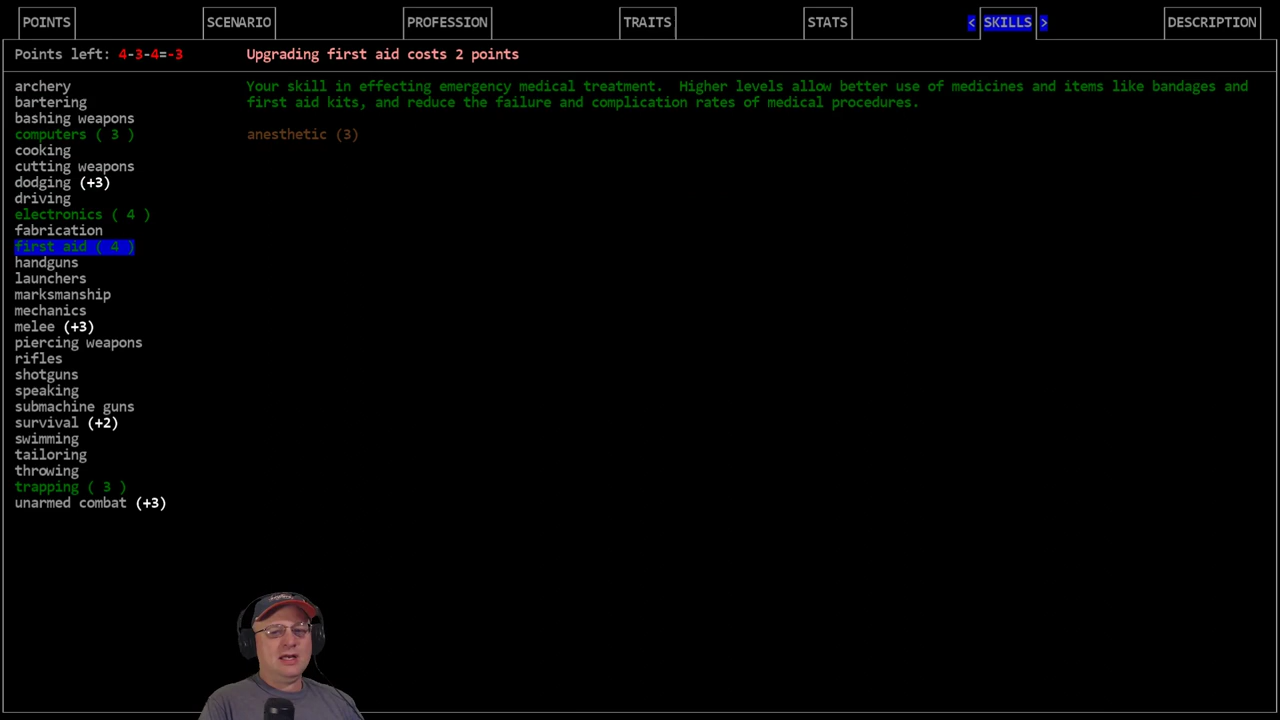 POINTS SCENARIO PROFESSION TRAITS STATS < SKILLS > DESCRIPTION
Points left: 4-3-4=-3 Upgrading first aid costs 2 points
archery
bartering
bashing weapons
computers ( 3 )
cooking
cutting weapons
dodging (+3)
driving
electronics ( 4 )
fabrication
first aid ( 4 )
handguns
launchers
marksmanship
mechanics
melee (+3)
piercing weapons
rifles
shotguns
speaking
submachine guns
survival (+2)
swimming
tailoring
throwing
trapping ( 3 )
unarmed combat (+3)
Your skill in effecting emergency medical treatment.  Higher levels allow better use of medicines and items like bandages and
first aid kits, and reduce the failure and complication rates of medical procedures.
anesthetic (3)